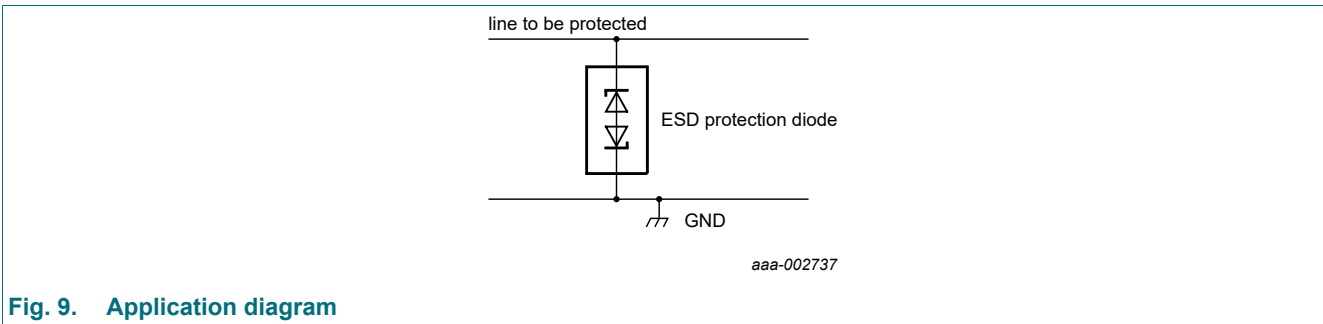 line to be protected
ESD protection diode
GND
aaa-002737
Fig. 9. Application diagram